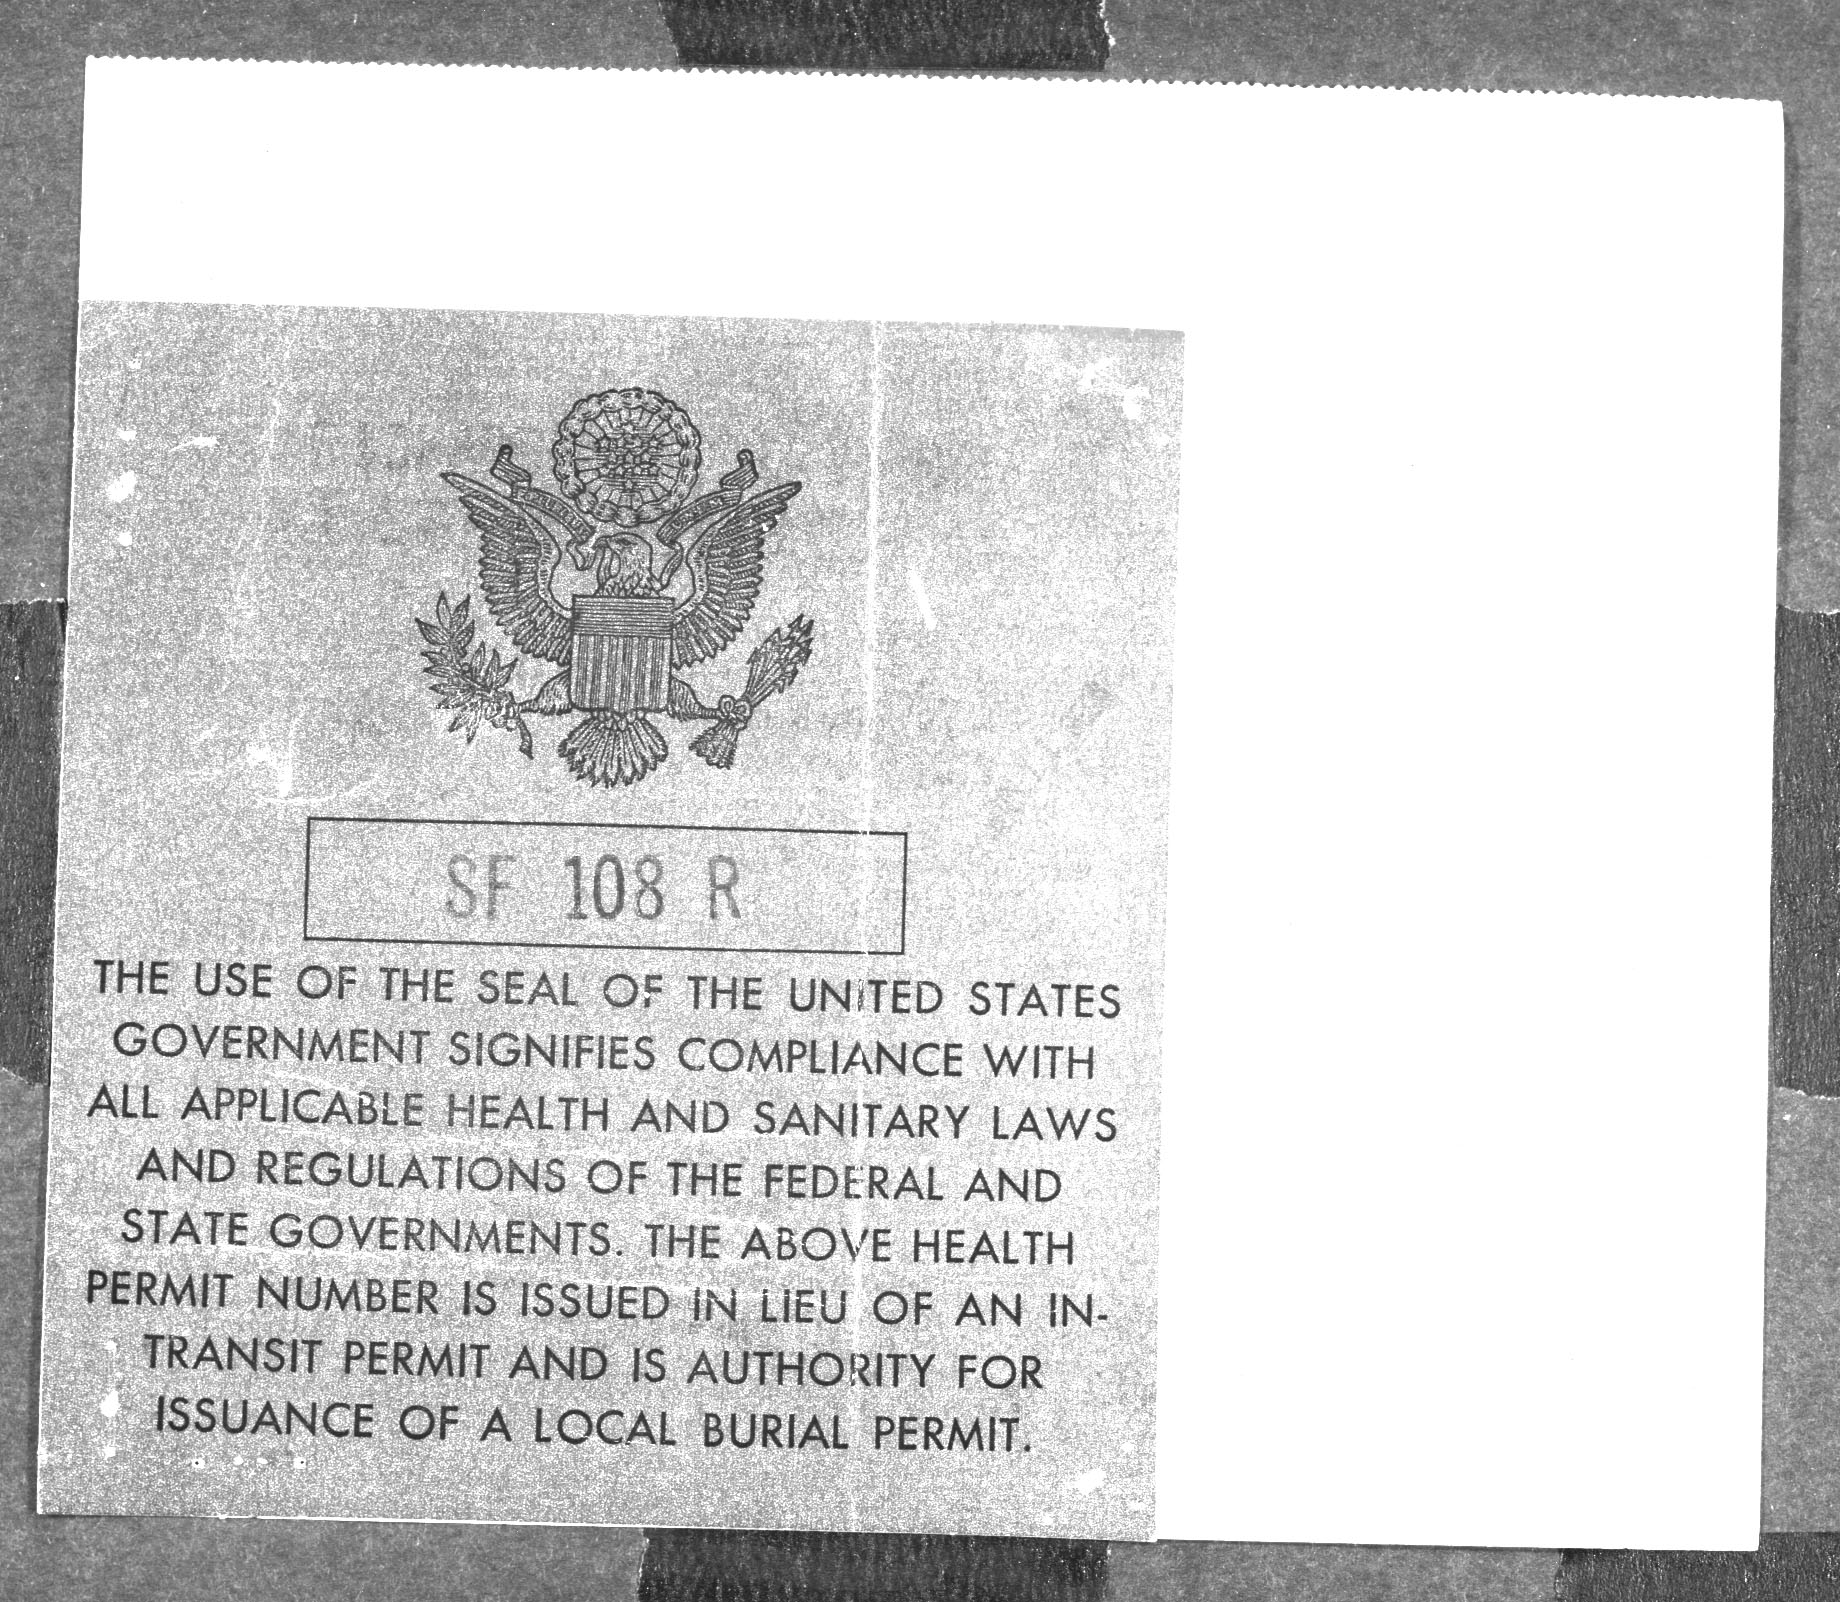 SF 108 R
THE USE OF THE SEAL OF THE UNITED STATES
GOVERNMENT SIGNIFIES COMPLIANCE WITH
ALL APPLICABLE HEALTH AND SANITARY LAWS
AND REGULATIONS OF THE FEDERAL AND
STATE GOVERNMENTS. THE ABOVE HEALTH
PERMIT NUMBER IS ISSUED IN LIEU OF AN IN-
TRANSIT PERMIT AND IS AUTHORITY FOR
ISSUANCE OF A LOCAL BURIAL PERMIT.